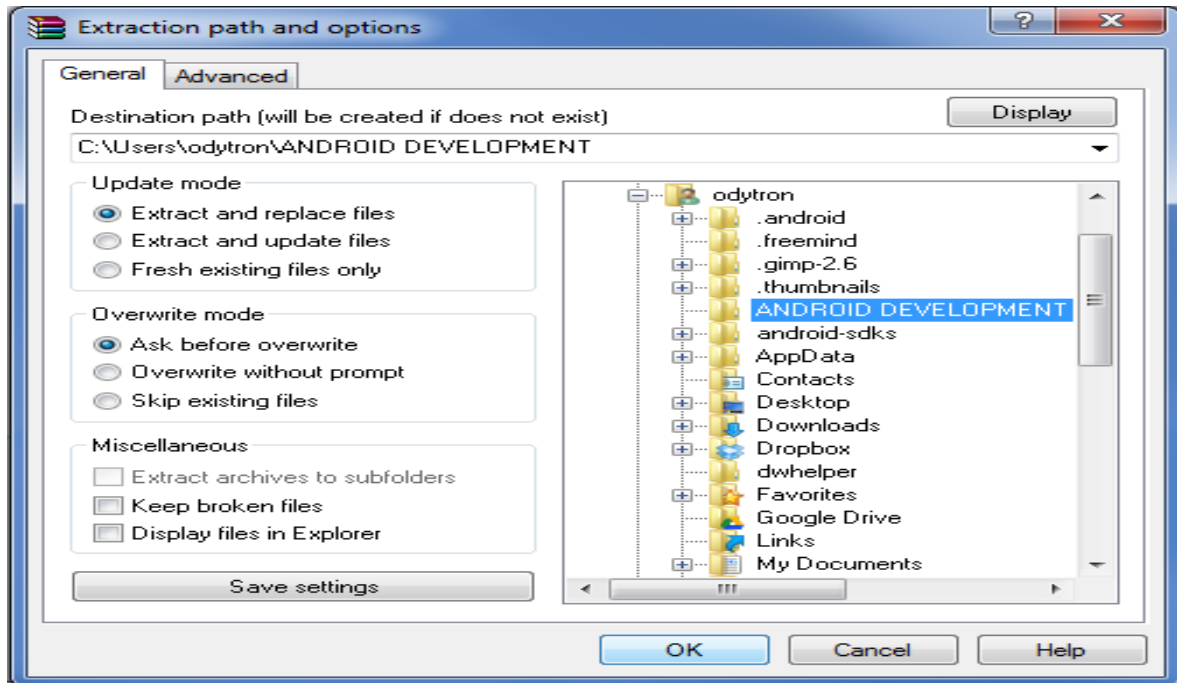 Extraction path and options
General
Advanced
Destination path (will be created if does not exist)
Display
C:\Users\odytron\ANDROID DEVELOPMENT
Update mode
Extract and replace files
Extract and update files
Fresh existing files only
Overwrite mode
Ask before overwrite
Overwrite without prompt
Skip existing files
Miscellaneous
Extract archives to subfolders
Keep broken files
Display files in Explorer
Save settings
odytron
.android
.freemind
.gimp-2.6
.thumbnails
ANDROID DEVELOPMENT
android-sdks
AppData
Contacts
Desktop
Downloads
Dropbox
dwhelper
Favorites
Google Drive
Links
My Documents
OK
Cancel
Help